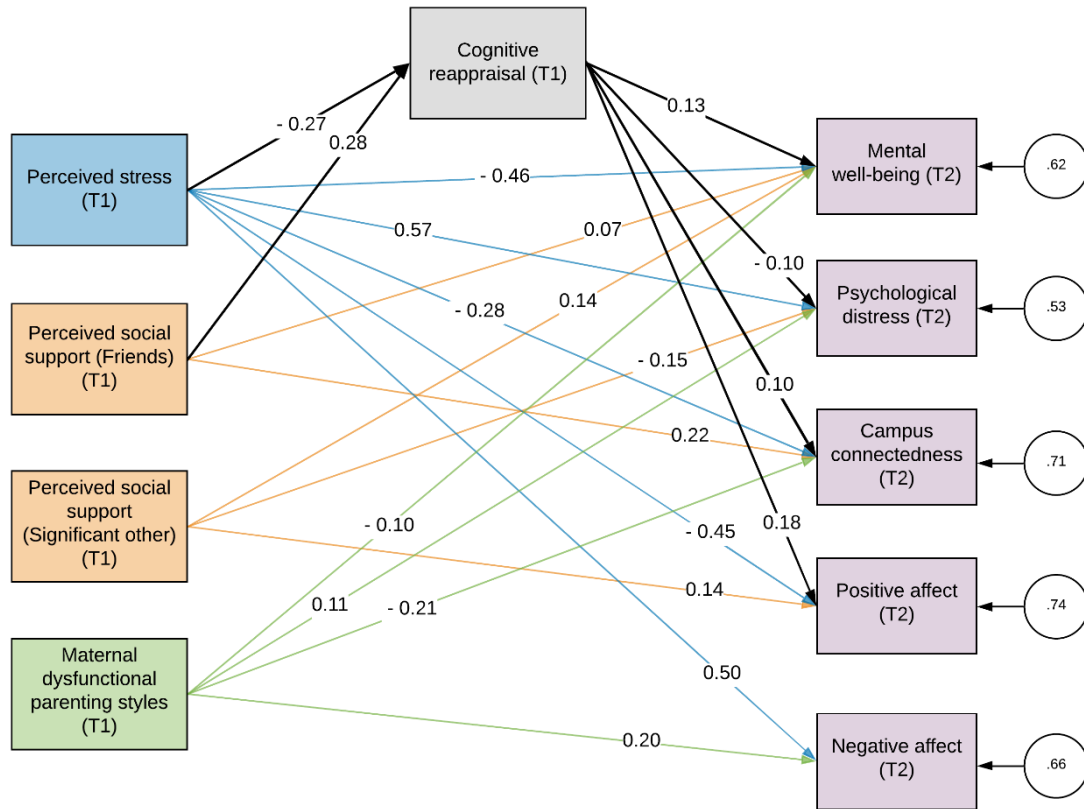 Cognitive
reappraisal (T1)
0.13
- 0.27
0.28
Perceived stress
(T1)
- 0.46
Mental
well-being (T2)
.62
0.57
0.07
- 0.10
0.14
- 0.28
Psychological
distress (T2)
.53
Perceived social
support (Friends)
(T1)
- 0.15
0.10
0.22
Campus
connectedness
(T2)
.71
Perceived social
support
(Significant other)
(T1)
- 0.10
- 0.45
0.18
0.14
0.11
- 0.21
Positive affect
(T2)
.74
Maternal
dysfunctional
parenting styles
(T1)
0.50
0.20
Negative affect
(T2)
.66